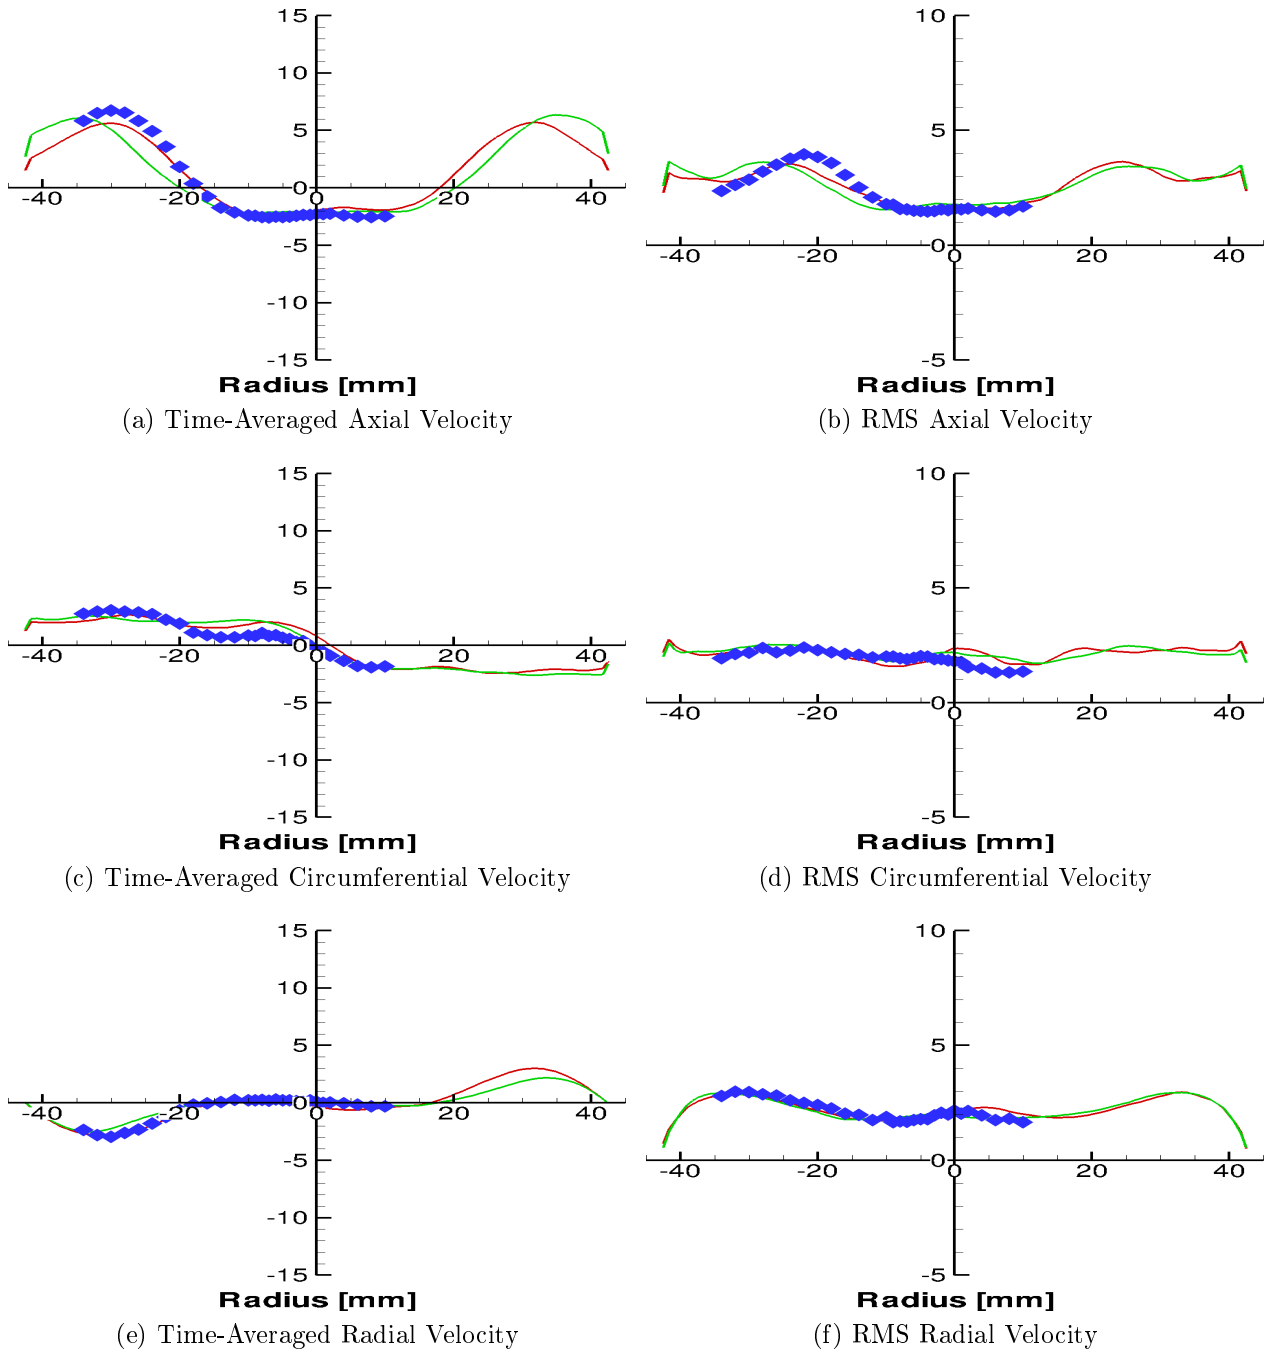 15
10
5
0
-5
-10
-15
-40 -20 0 20 40
Radius [mm]
(a) Time-Averaged Axial Velocity
10
5
0
-5
-40 -20 0 20 40
Radius [mm]
(b) RMS Axial Velocity
15
10
5
0
-5
-10
-15
-40 -20 0 20 40
Radius [mm]
(c) Time-Averaged Circumferential Velocity
10
5
0
-5
-40 -20 0 20 40
Radius [mm]
(d) RMS Circumferential Velocity
15
10
5
0
-5
-10
-15
-40 -20 0 20 40
Radius [mm]
(e) Time-Averaged Radial Velocity
10
5
0
-5
-40 -20 0 20 40
Radius [mm]
(f) RMS Radial Velocity